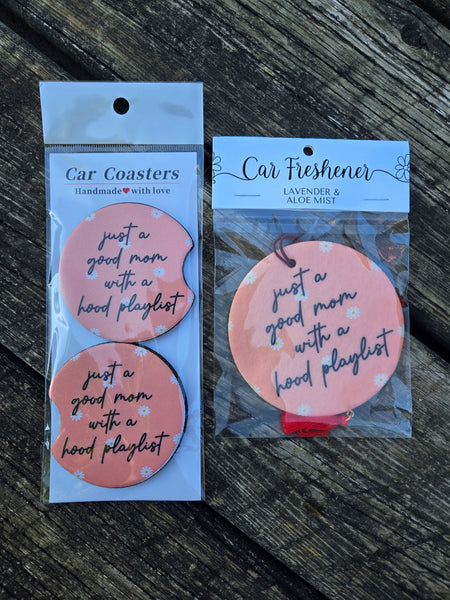 Car Coasters
Handmade❤with love
just a
good mom
with a
hood playlist
just a
good mom
with a
hood playlist
Car Freshener
LAVENDER &
ALOE MIST
just a
good mom
with a
hood playlist